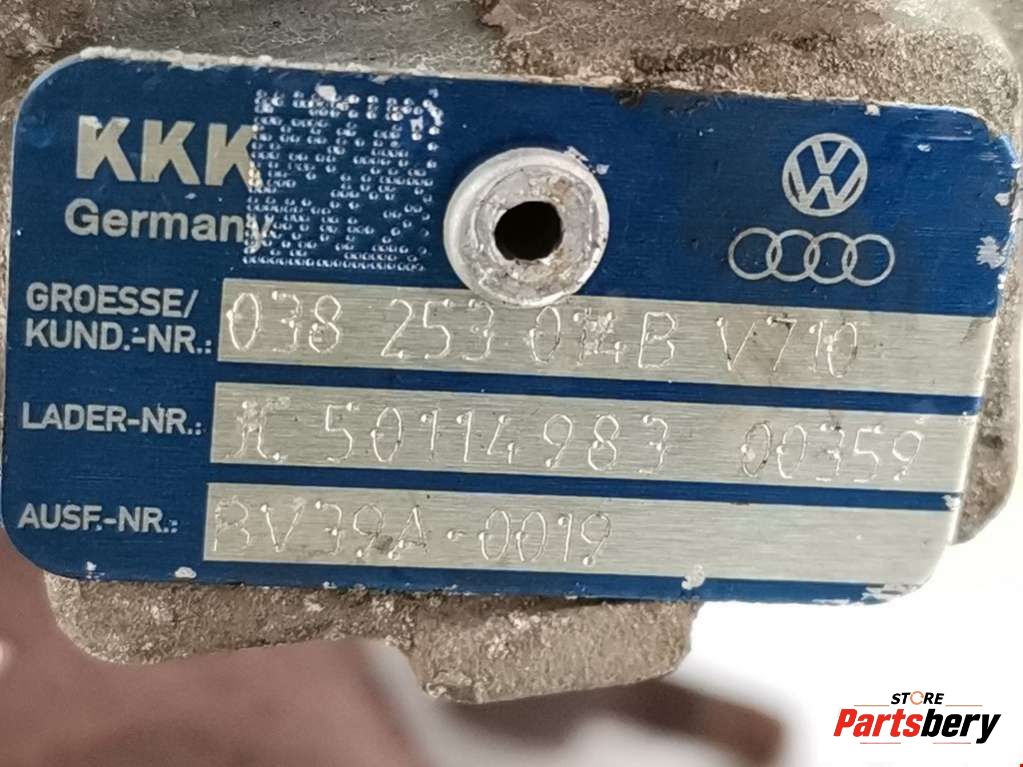 KKK
Germany
GROESSE/
KUND.-NR.: 038 253 014B V710
LADER-NR.: JC 50114983 00359
AUSF.-NR.: BV39A-0019
STORE
Partsbery